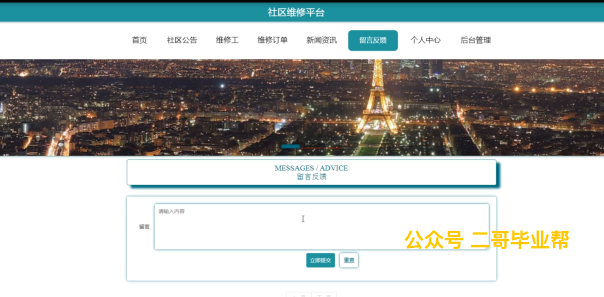 社区维修平台
首页 社区公告 维修工 维修订单 新闻资讯 留言反馈 个人中心 后台管理
MESSAGES / ADVICE
留言反馈
请输入内容
留言
公众号 二哥毕业帮
立即提交 重置